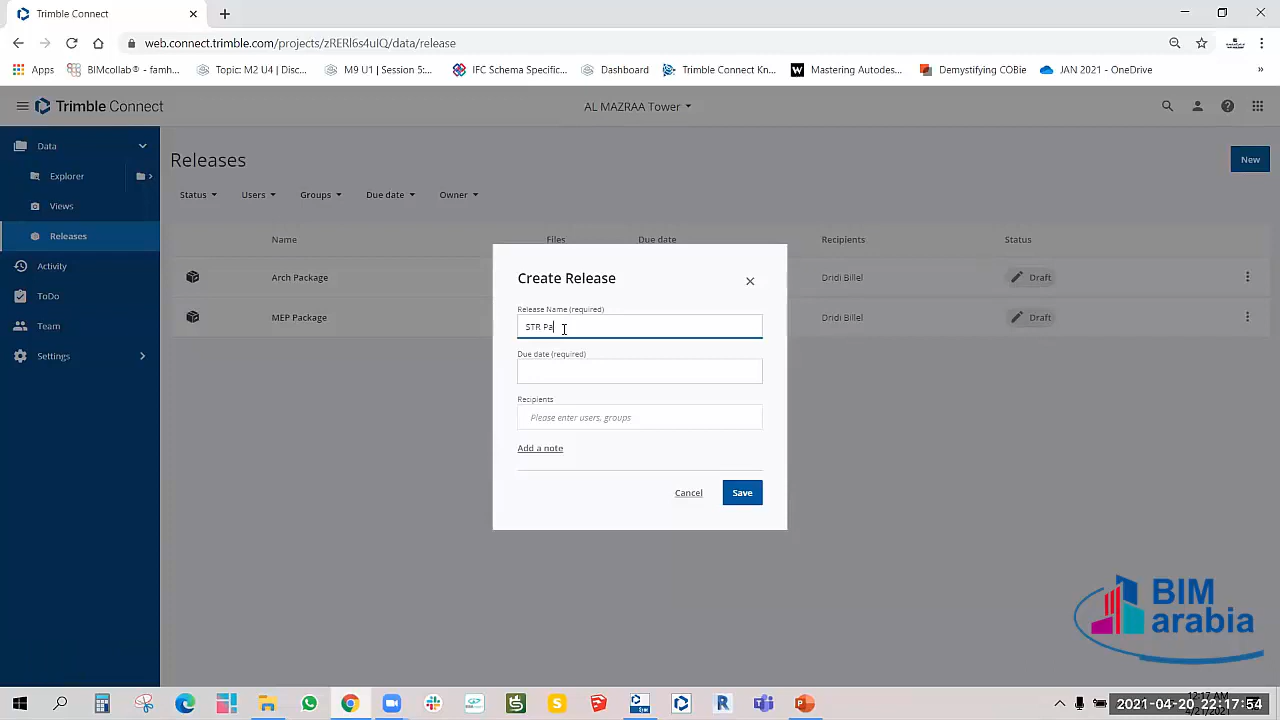 Trimble Connect
web.connect.trimble.com/projects/zRERl6s4uIQ/data/release
Apps
BIMcollab® - famh...
Topic: M2 U4 | Disc...
M9 U1 | Session 5:...
IFC Schema Specific...
Dashboard
Trimble Connect Kn...
Mastering Autodes...
Demystifying COBie
JAN 2021 - OneDrive
»
Trimble Connect
AL MAZRAA Tower
Data
Explorer
Views
Releases
Activity
ToDo
Team
Settings
Releases
New
Status
Users
Groups
Due date
Owner
Name
Files
Due date
Recipients
Status
Arch Package
Dridi Billel
Draft
MEP Package
Dridi Billel
Draft
Create Release
Release Name (required)
STR Pa
Due date (required)
Recipients
Please enter users, groups
Add a note
Cancel
Save
BIM
arabia
12:17 AM
2021-04-20 22:17:54